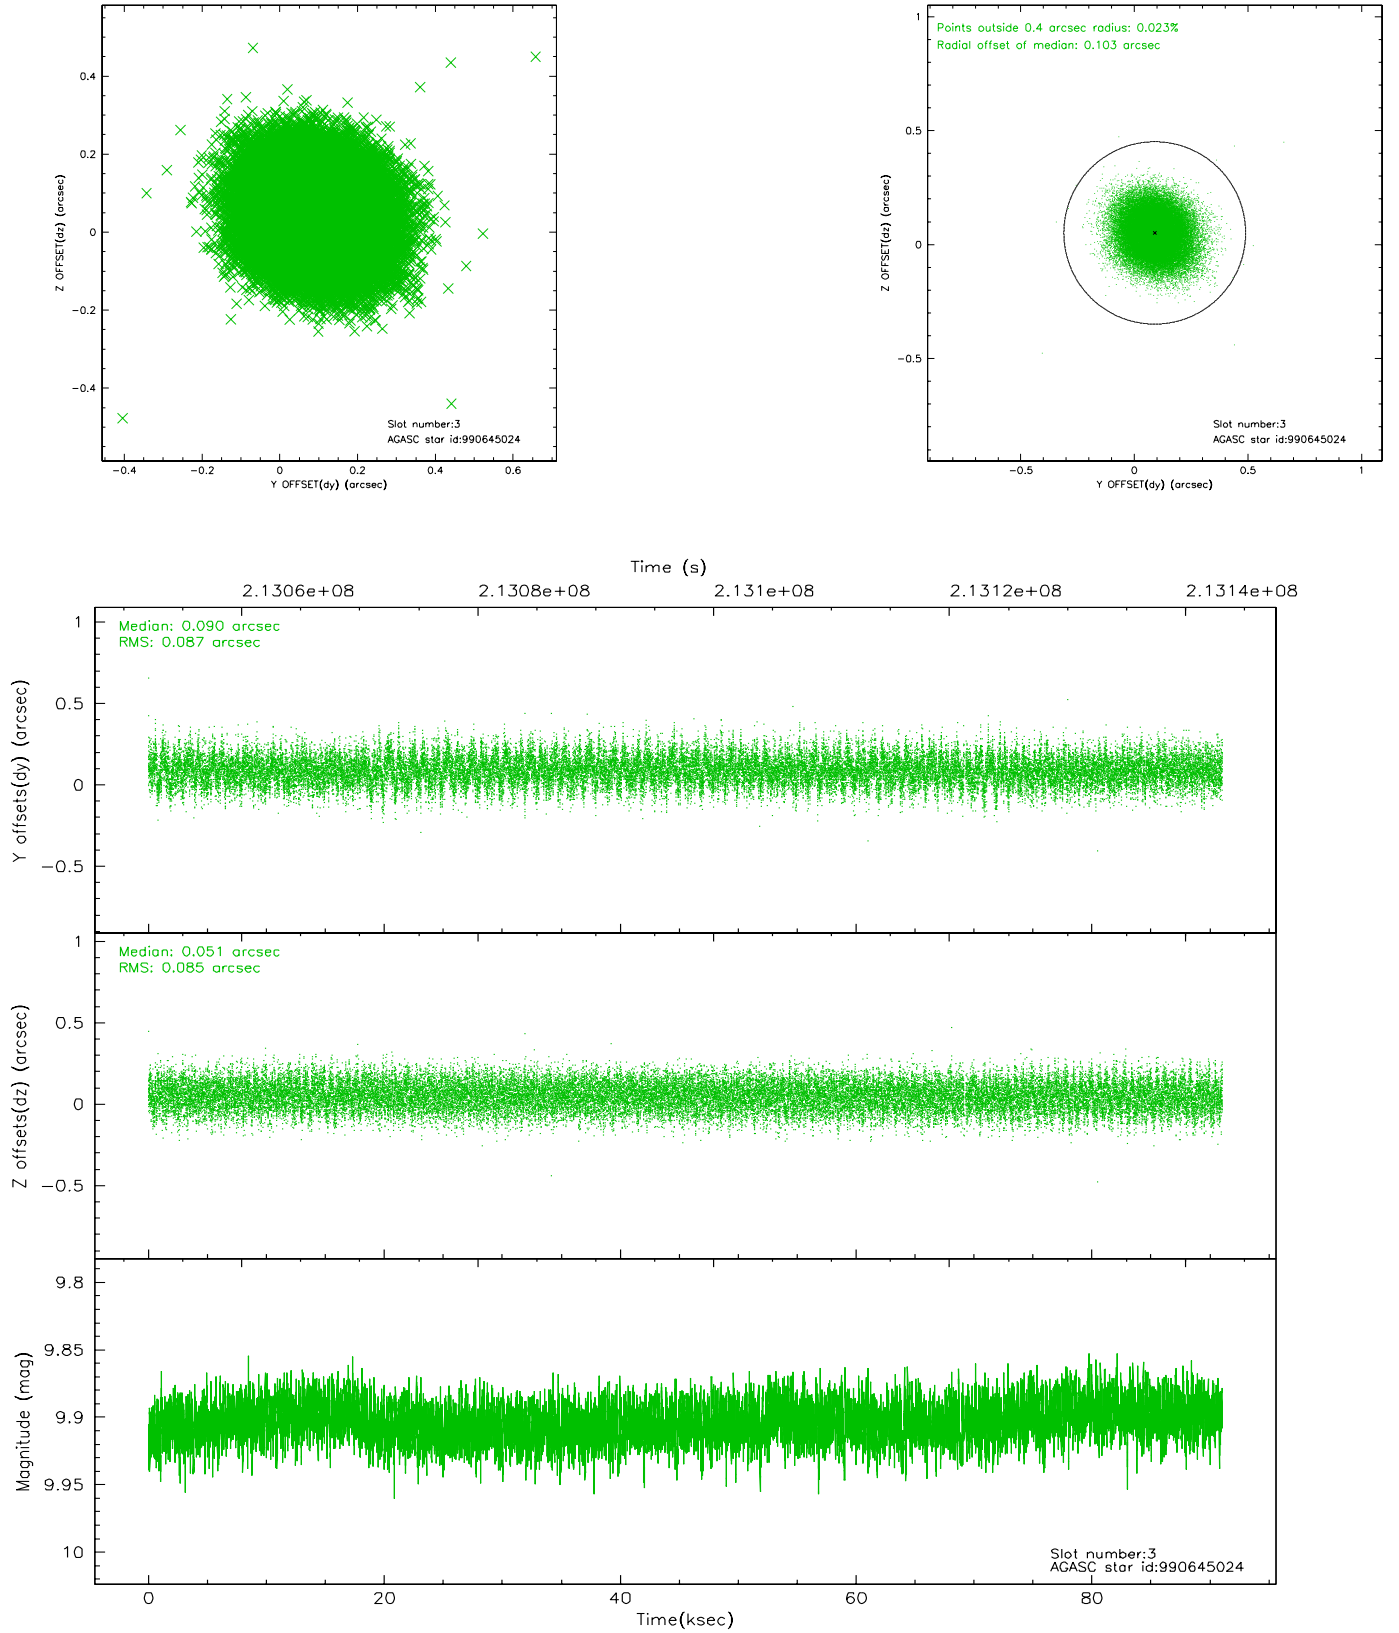 0.4
0.2
0
−0.2
−0.4
Z OFFSET(dz) (arcsec)
Slot number:3
AGASC star id:990645024
−0.4 −0.2 0 0.2 0.4 0.6
Y OFFSET(dy) (arcsec)
1
0.5
0
−0.5
Z OFFSET(dz) (arcsec)
Points outside 0.4 arcsec radius: 0.023%
Radial offset of median: 0.103 arcsec
Slot number:3
AGASC star id:990645024
−0.5 0 0.5 1
Y OFFSET(dy) (arcsec)
Time (s)
2.1306e+08 2.1308e+08 2.131e+08 2.1312e+08 2.1314e+08
Median: 0.090 arcsec
RMS: 0.087 arcsec
1
0.5
0
−0.5
Y offsets(dy) (arcsec)
Median: 0.051 arcsec
RMS: 0.085 arcsec
1
0.5
0
−0.5
Z offsets(dz) (arcsec)
9.8
9.85
9.9
9.95
10
Magnitude (mag)
Slot number:3
AGASC star id:990645024
0 20 40 60 80
Time(ksec)